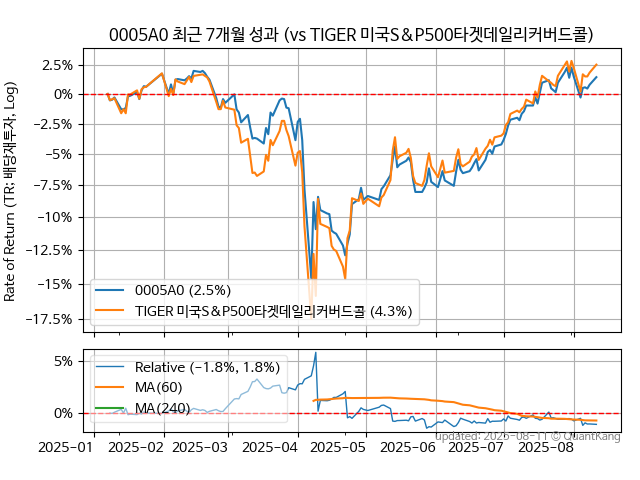 0005A0 최근 7개월 성과 (vs TIGER 미국S&P500타겟데일리커버드콜)
Rate of Return (TR: 배당재투자, Log)
2.5%
0%
−2.5%
−5%
−7.5%
−10%
−12.5%
−15%
−17.5%
0005A0 (2.5%)
TIGER 미국S&P500타겟데일리커버드콜 (4.3%)
5%
0%
Relative (−1.8%, 1.8%)
MA(60)
MA(240)
2025−01 2025−02 2025−03 2025−04 2025−05 2025−06 2025−07 2025−08
updated: 2025−08−11 © QuantKang